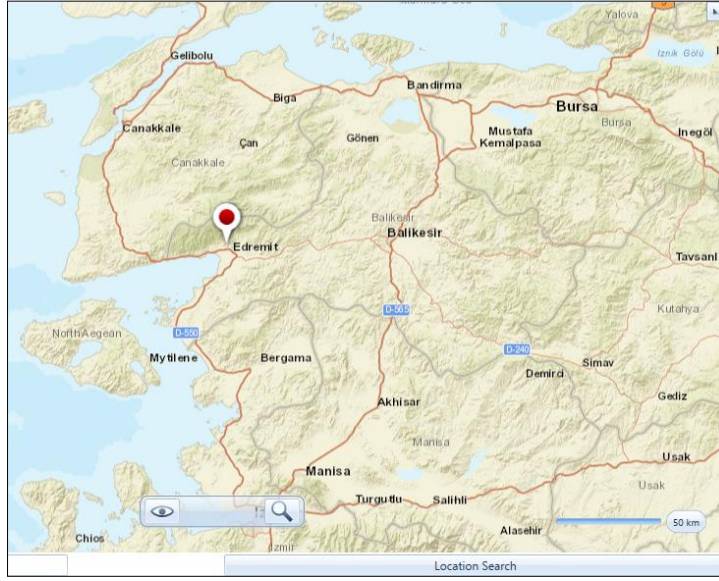 Yalova
Iznik Gölü
Gelibolu
Bandirma
Biga
Bursa
Bursa
Canakkale
Mustafa
Kemalpasa
Inegöl
Çan
Gönen
Canakkale
Balikesir
Balikesir
Edremit
Tavsanl
D-565
Kutahya
NorthAegean
D-550
D-240
Mytilene
Bergama
Simav
Demirci
Gediz
Akhisar
Manisa
Usak
Manisa
Usak
Turgutlu
Salihli
50 km
Alasehir
Chios
Izmir
Location Search